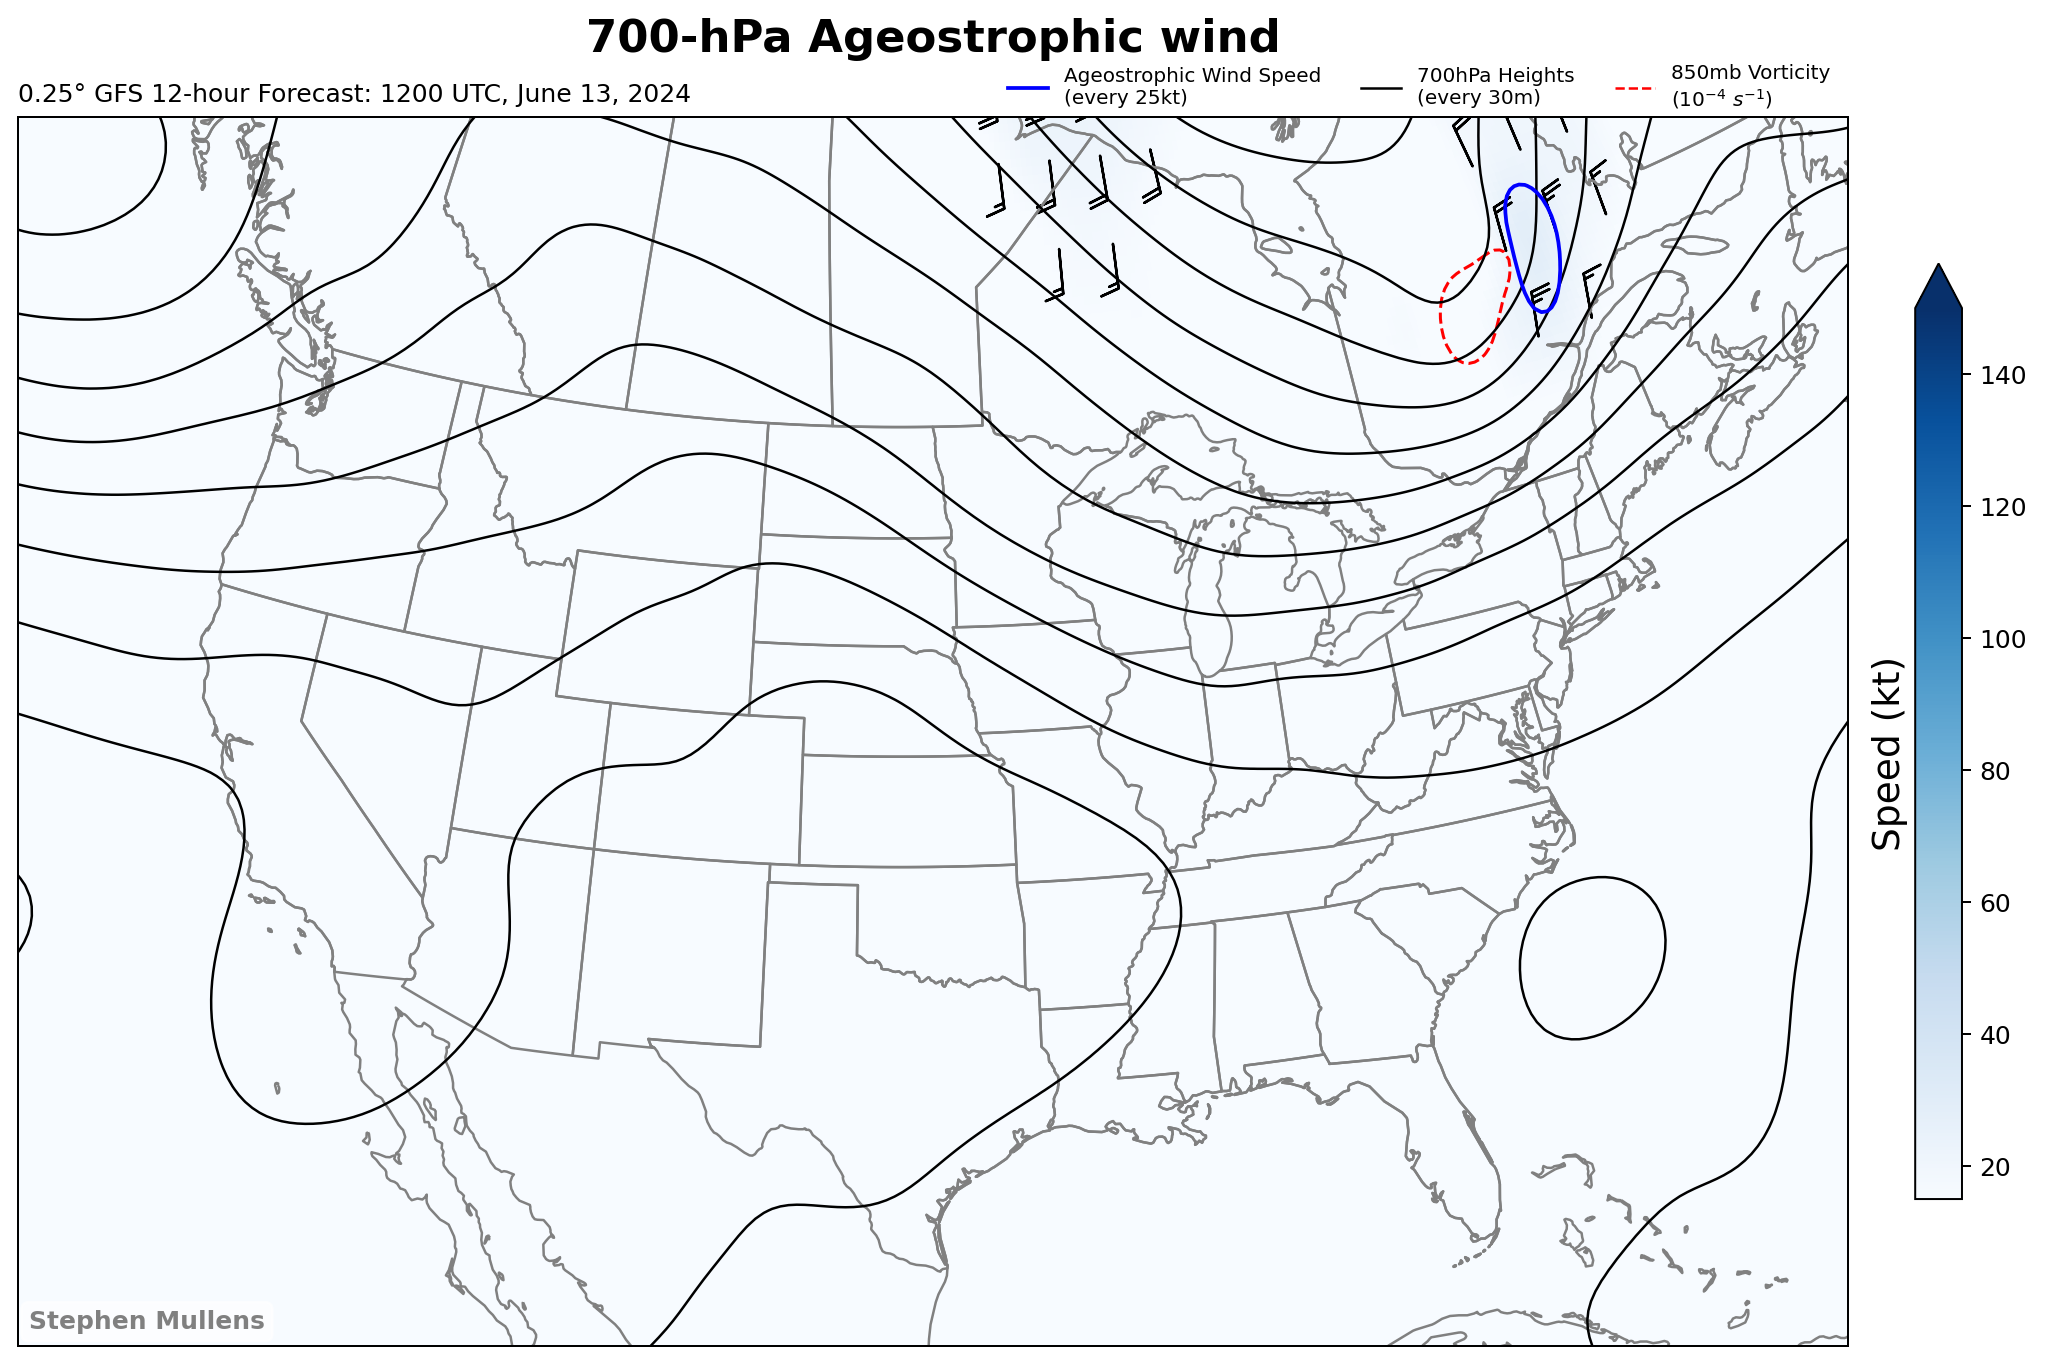 700-hPa Ageostrophic wind
0.25° GFS 12-hour Forecast: 1200 UTC, June 13, 2024
Ageostrophic Wind Speed
(every 25kt)
700hPa Heights
(every 30m)
850mb Vorticity
(10⁻⁴ s⁻¹)
140
120
100
80
60
40
20
Speed (kt)
Stephen Mullens